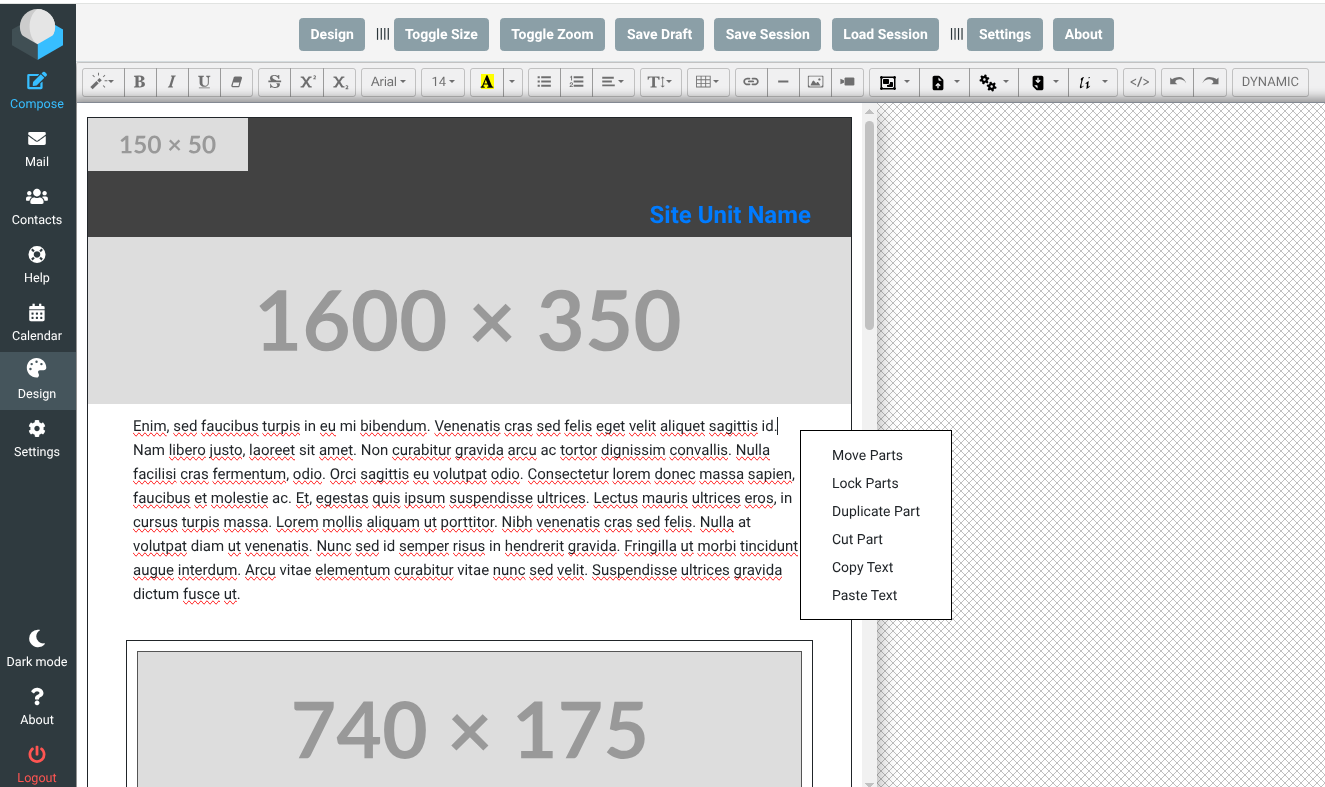 Design |||| Toggle Size Toggle Zoom Save Draft Save Session Load Session |||| Settings About
B I U S X² X₂ Arial 14 A T </> DYNAMIC
Compose
Mail
Contacts
Help
Calendar
Design
Settings
Dark mode
About
Logout
150 × 50
Site Unit Name
1600 × 350
Enim, sed faucibus turpis in eu mi bibendum. Venenatis cras sed felis eget velit aliquet sagittis id.
Nam libero justo, laoreet sit amet. Non curabitur gravida arcu ac tortor dignissim convallis. Nulla
facilisi cras fermentum, odio. Orci sagittis eu volutpat odio. Consectetur lorem donec massa sapien,
faucibus et molestie ac. Et, egestas quis ipsum suspendisse ultrices. Lectus mauris ultrices eros, in
cursus turpis massa. Lorem mollis aliquam ut porttitor. Nibh venenatis cras sed felis. Nulla at
volutpat diam ut venenatis. Nunc sed id semper risus in hendrerit gravida. Fringilla ut morbi tincidunt
augue interdum. Arcu vitae elementum curabitur vitae nunc sed velit. Suspendisse ultrices gravida
dictum fusce ut.
Move Parts
Lock Parts
Duplicate Part
Cut Part
Copy Text
Paste Text
740 × 175